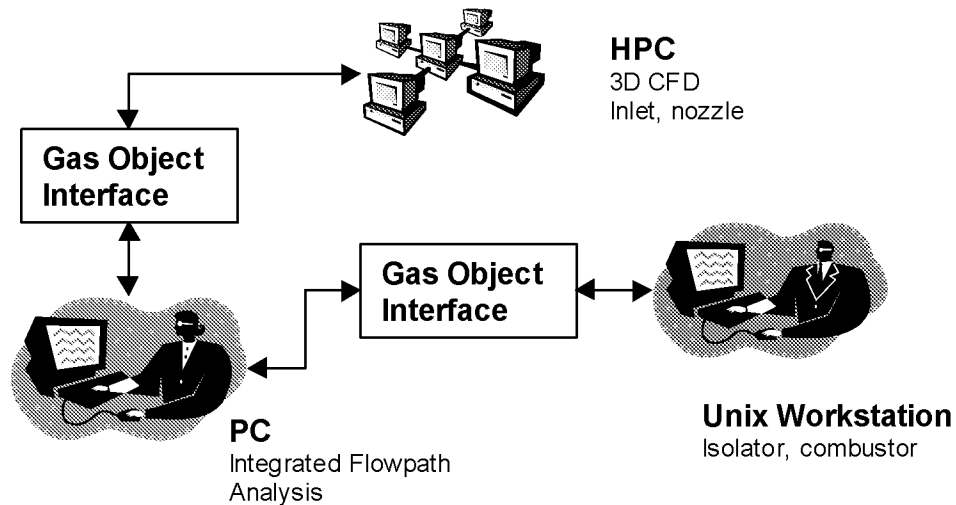 HPC
3D CFD
Inlet, nozzle
Gas Object
Interface
Gas Object
Interface
PC
Integrated Flowpath
Analysis
Unix Workstation
Isolator, combustor